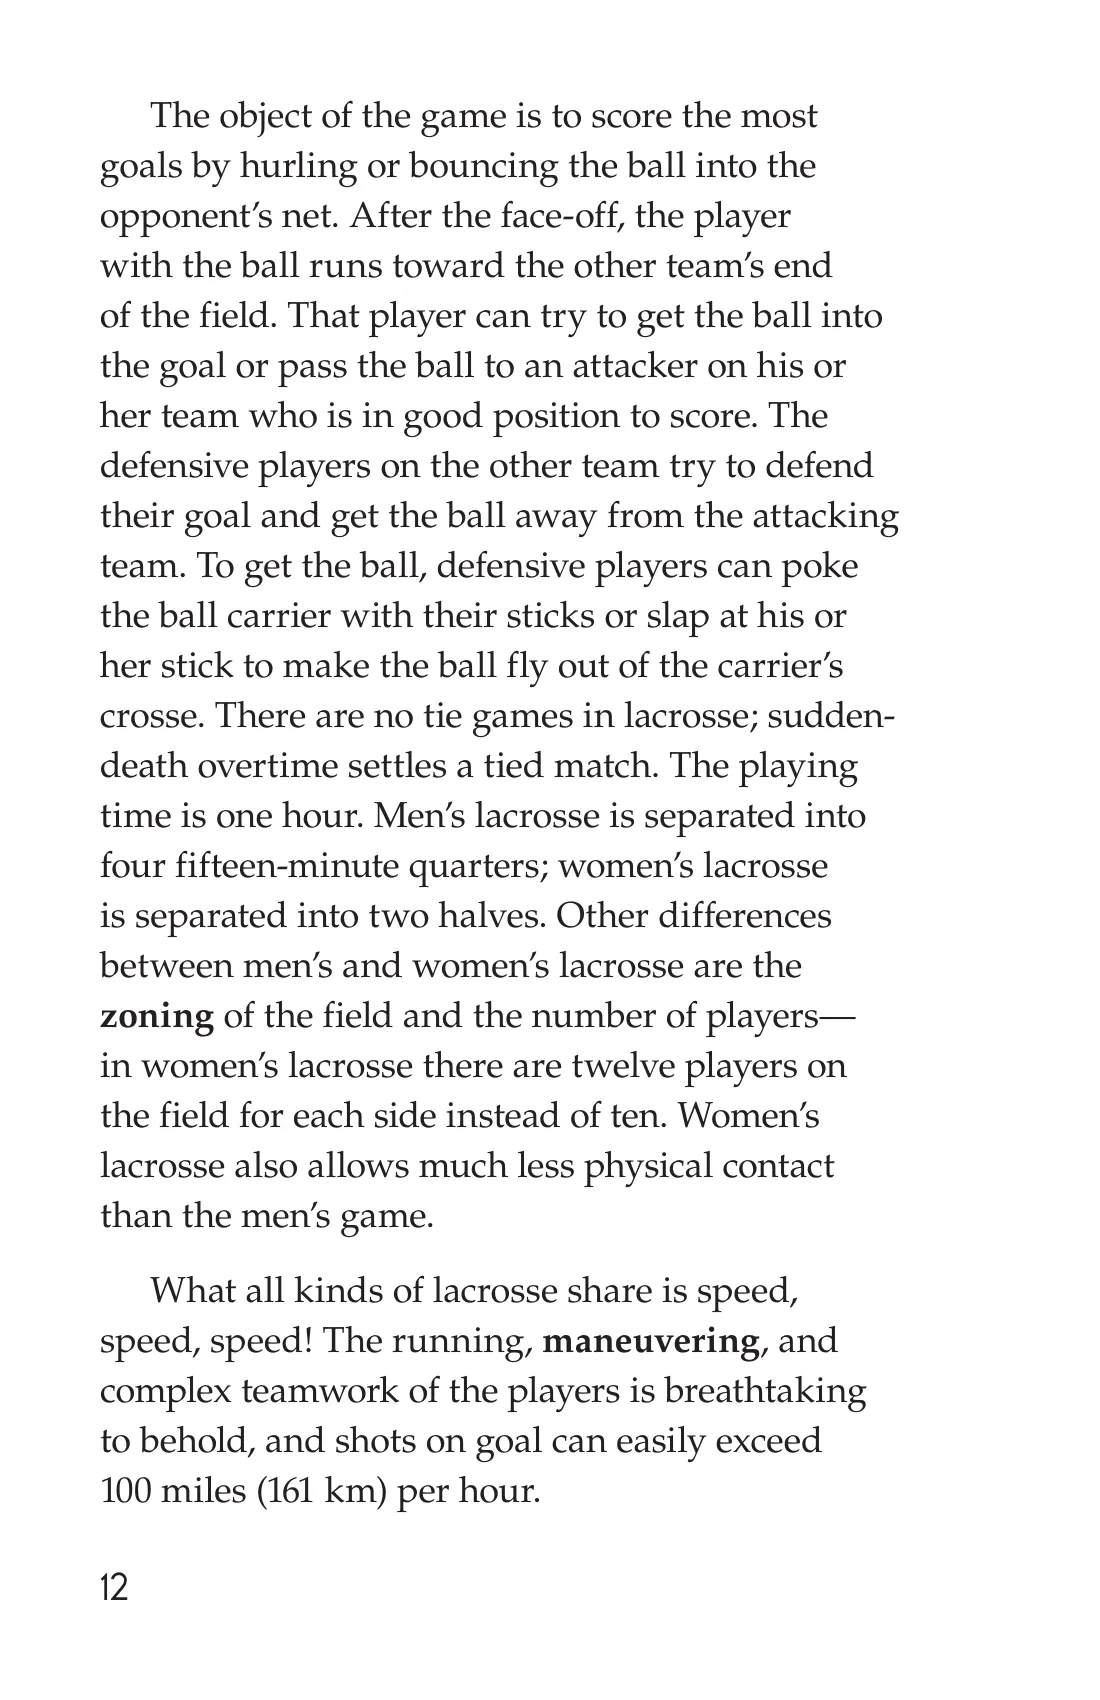 The object of the game is to score the most
goals by hurling or bouncing the ball into the
opponent’s net. After the face-off, the player
with the ball runs toward the other team’s end
of the field. That player can try to get the ball into
the goal or pass the ball to an attacker on his or
her team who is in good position to score. The
defensive players on the other team try to defend
their goal and get the ball away from the attacking
team. To get the ball, defensive players can poke
the ball carrier with their sticks or slap at his or
her stick to make the ball fly out of the carrier’s
crosse. There are no tie games in lacrosse; sudden-
death overtime settles a tied match. The playing
time is one hour. Men’s lacrosse is separated into
four fifteen-minute quarters; women’s lacrosse
is separated into two halves. Other differences
between men’s and women’s lacrosse are the
zoning of the field and the number of players—
in women’s lacrosse there are twelve players on
the field for each side instead of ten. Women’s
lacrosse also allows much less physical contact
than the men’s game.
What all kinds of lacrosse share is speed,
speed, speed! The running, maneuvering, and
complex teamwork of the players is breathtaking
to behold, and shots on goal can easily exceed
100 miles (161 km) per hour.
12